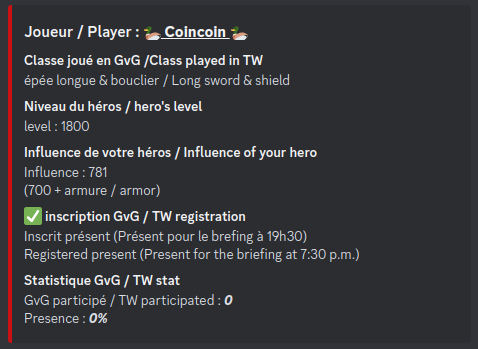 Joueur / Player : Coincoin
Classe joué en GvG /Class played in TW
épée longue & bouclier / Long sword & shield
Niveau du héros / hero's level
level : 1800
Influence de votre héros / Influence of your hero
Influence : 781
(700 + armure / armor)
inscription GvG / TW registration
Inscrit présent (Présent pour le brefing à 19h30)
Registered present (Present for the briefing at 7:30 p.m.)
Statistique GvG / TW stat
GvG participé / TW participated : 0
Presence : 0%